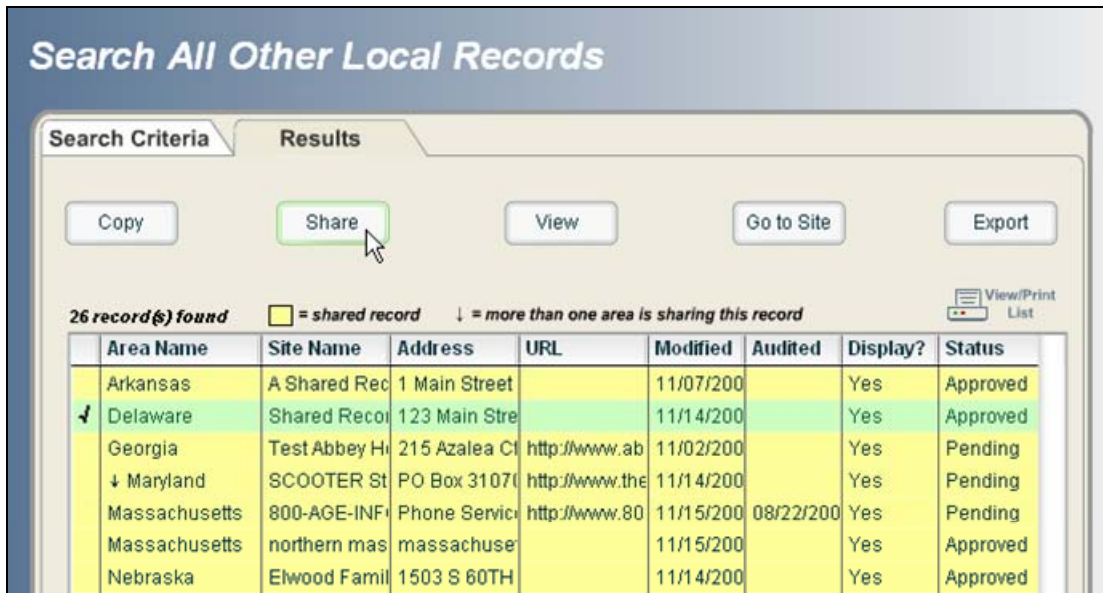 Search All Other Local Records
Search Criteria Results
Copy Share View Go to Site Export
26 record(s) found = shared record ↓ = more than one area is sharing this record View/Print List
Area Name Site Name Address URL Modified Audited Display? Status
Arkansas A Shared Rec 1 Main Street 11/07/200 Yes Approved
Delaware Shared Recor 123 Main Stre 11/14/200 Yes Approved
Georgia Test Abbey H 215 Azalea Ct http://www.ab 11/02/200 Yes Pending
↓ Maryland SCOOTER St PO Box 3107 http://www.the 11/14/200 Yes Pending
Massachusetts 800-AGE-INF Phone Servic http://www.80 11/15/200 08/22/200 Yes Pending
Massachusetts northern mas massachuse 11/15/200 Yes Approved
Nebraska Elwood Famil 1503 S 60TH 11/14/200 Yes Approved